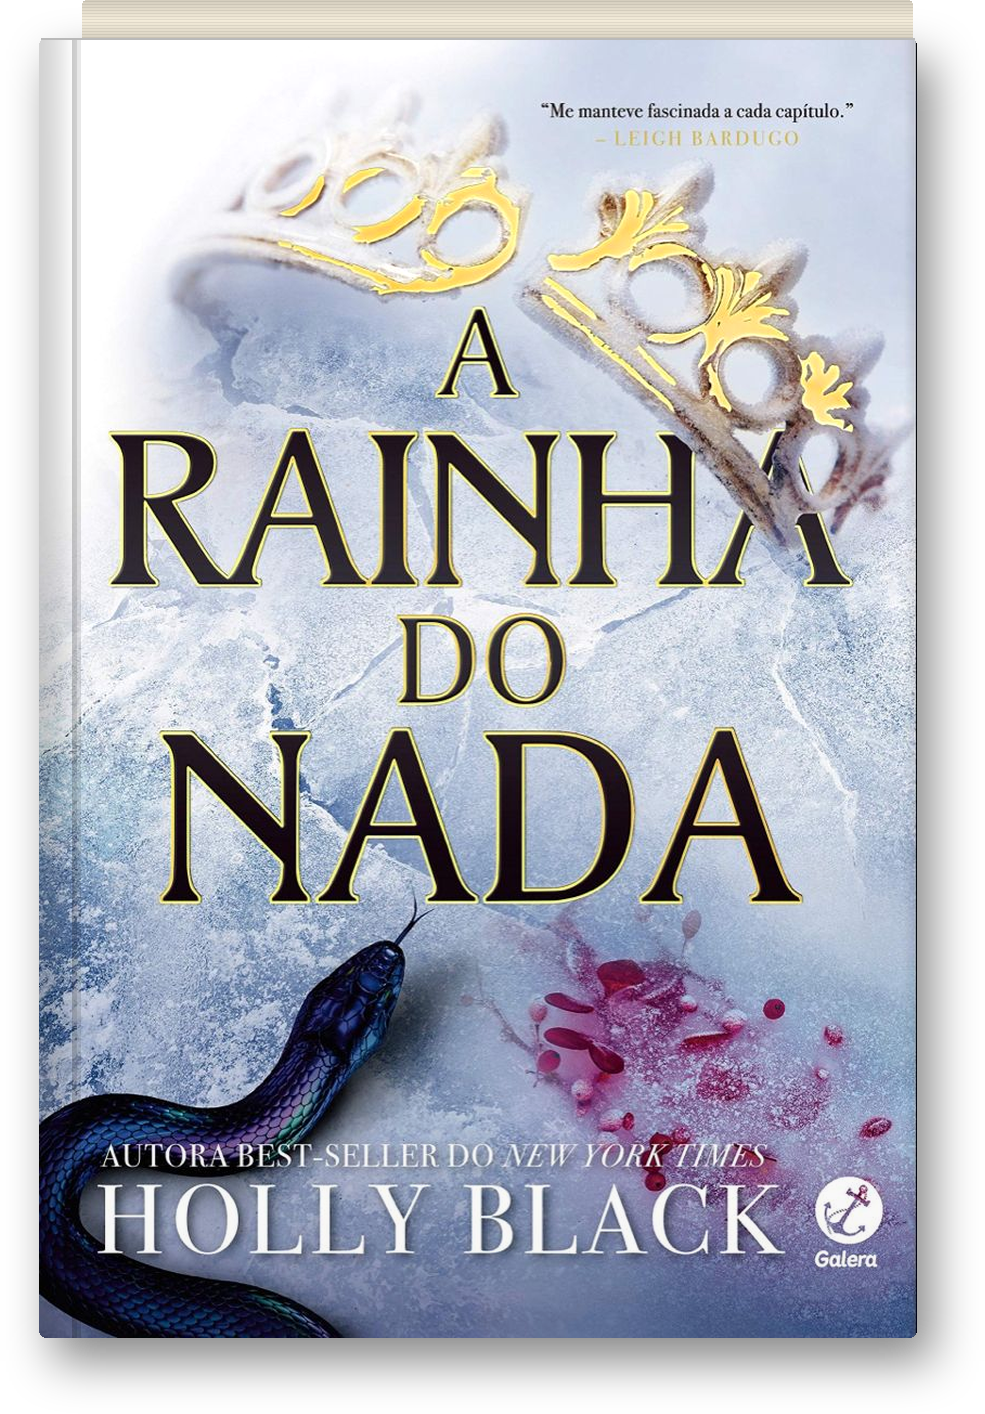 “Me manteve fascinada a cada capítulo.”
– LEIGH BARDUGO
A
RAINHA
DO
NADA
AUTORA BEST-SELLER DO NEW YORK TIMES
HOLLY BLACK
Galera